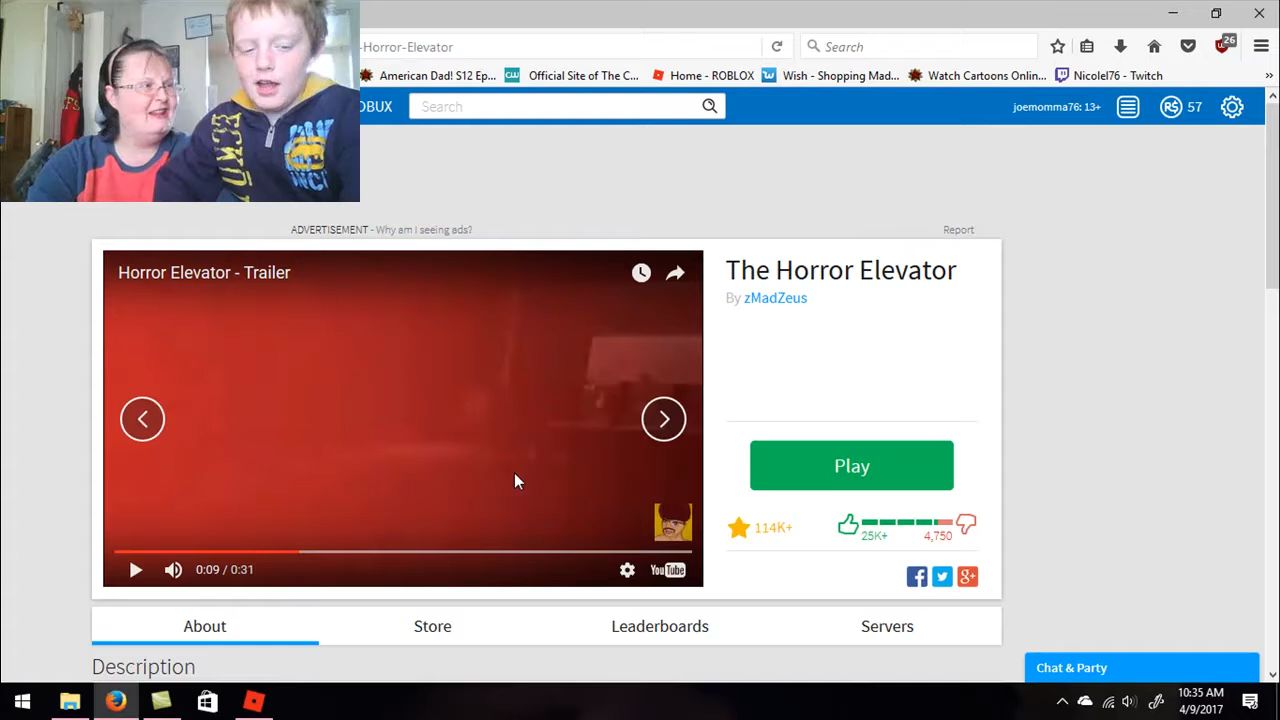 -Horror-Elevator
Search
26
American Dad! S12 Ep...
Official Site of The C...
Home - ROBLOX
Wish - Shopping Mad...
Watch Cartoons Onlin...
Nicolel76 - Twitch
OBUX
Search
joemomma76: 13+
R$ 57
ADVERTISEMENT - Why am I seeing ads?
Report
Horror Elevator - Trailer
The Horror Elevator
By zMadZeus
Play
114K+
25K+
4,750
0:09 / 0:31
YouTube
About
Store
Leaderboards
Servers
Description
Chat & Party
10:35 AM
4/9/2017
ECKO